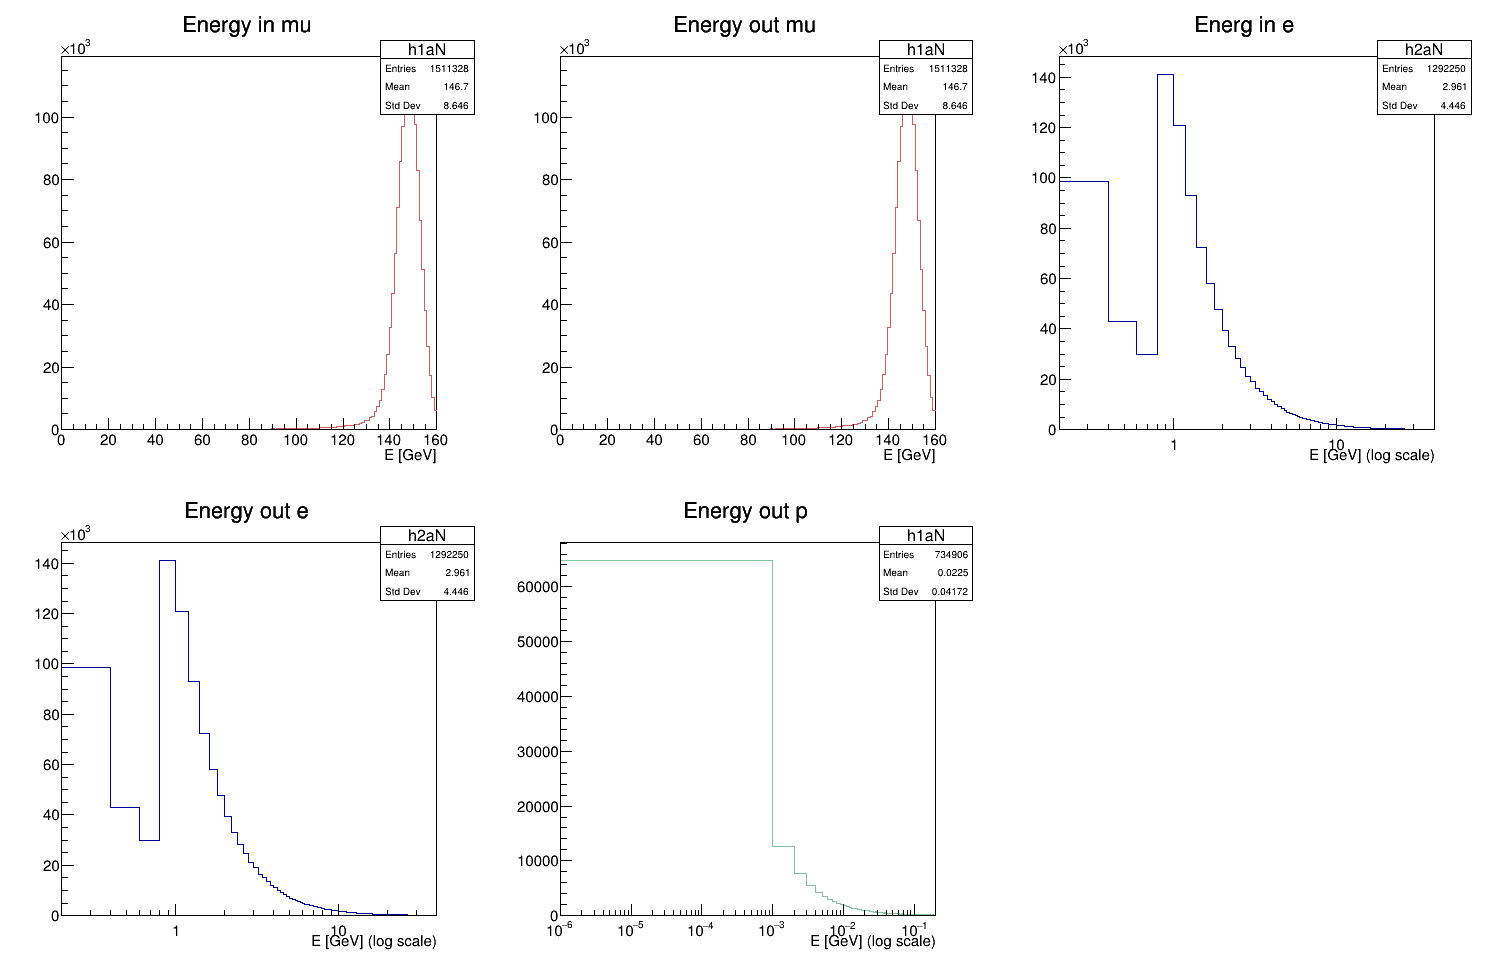 Energy in mu
×10³
h1aN
Entries 1511328
Mean 146.7
Std Dev 8.646
100
80
60
40
20
0
0 20 40 60 80 100 120 140 160
E [GeV]
Energy out mu
×10³
h1aN
Entries 1511328
Mean 146.7
Std Dev 8.646
100
80
60
40
20
0
0 20 40 60 80 100 120 140 160
E [GeV]
Energ in e
×10³
h2aN
Entries 1292250
Mean 2.961
Std Dev 4.446
140
120
100
80
60
40
20
0
1 10
E [GeV] (log scale)
Energy out e
×10³
h2aN
Entries 1292250
Mean 2.961
Std Dev 4.446
140
120
100
80
60
40
20
0
1 10
E [GeV] (log scale)
Energy out p
h1aN
Entries 734906
Mean 0.0225
Std Dev 0.04172
60000
50000
40000
30000
20000
10000
0
10⁻⁶ 10⁻⁵ 10⁻⁴ 10⁻³ 10⁻² 10⁻¹
E [GeV] (log scale)